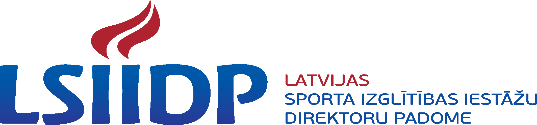 LSIIDP
LATVIJAS
SPORTA IZGLĪTĪBAS IESTĀŽU
DIREKTORU PADOME